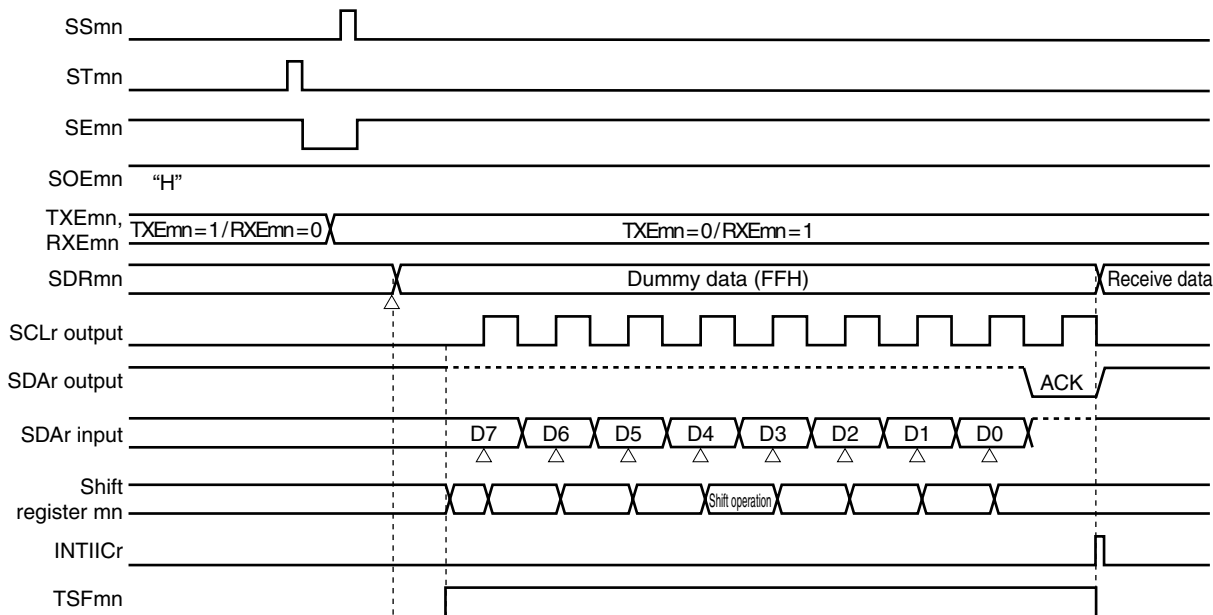 SSmn
STmn
SEmn
SOEmn "H"
TXEmn,
RXEmn
TXEmn=1/RXEmn=0 TXEmn=0/RXEmn=1
SDRmn Dummy data (FFH) Receive data
SCLr output
SDAr output ACK
SDAr input D7 D6 D5 D4 D3 D2 D1 D0
Shift
register mn
Shift operation
INTIICr
TSFmn